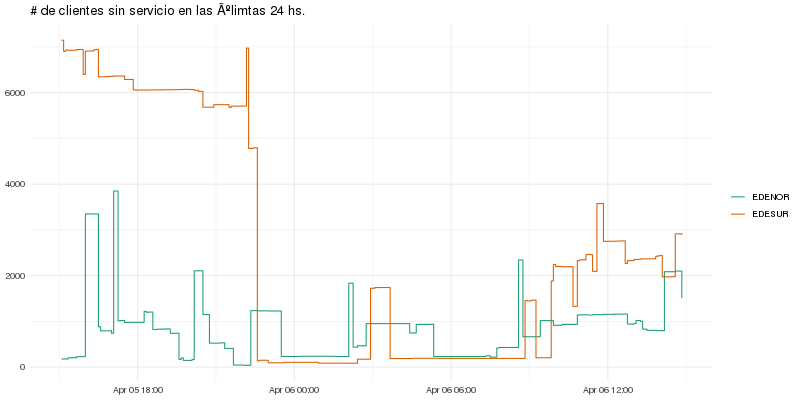 # de clientes sin servicio en las Ãºlimtas 24 hs.
6000
4000
2000
0
Apr 05 18:00
Apr 06 00:00
Apr 06 06:00
Apr 06 12:00
EDENOR
EDESUR